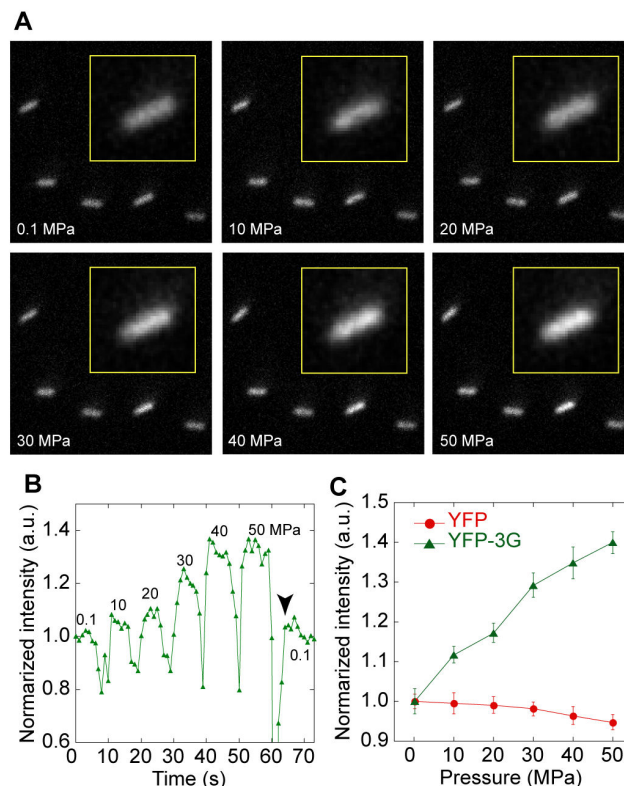 A
0.1 MPa
10 MPa
20 MPa
30 MPa
40 MPa
50 MPa
B
Normarized intensity (a.u.)
1.4
1.2
1.0
0.8
0.6
0.1
10
20
30
40
50 MPa
0.1
0 10 20 30 40 50 60 70
Time (s)
C
Normarized intensity (a.u.)
1.5
1.4
1.3
1.2
1.1
1.0
0.9
YFP
YFP-3G
0 10 20 30 40 50
Pressure (MPa)